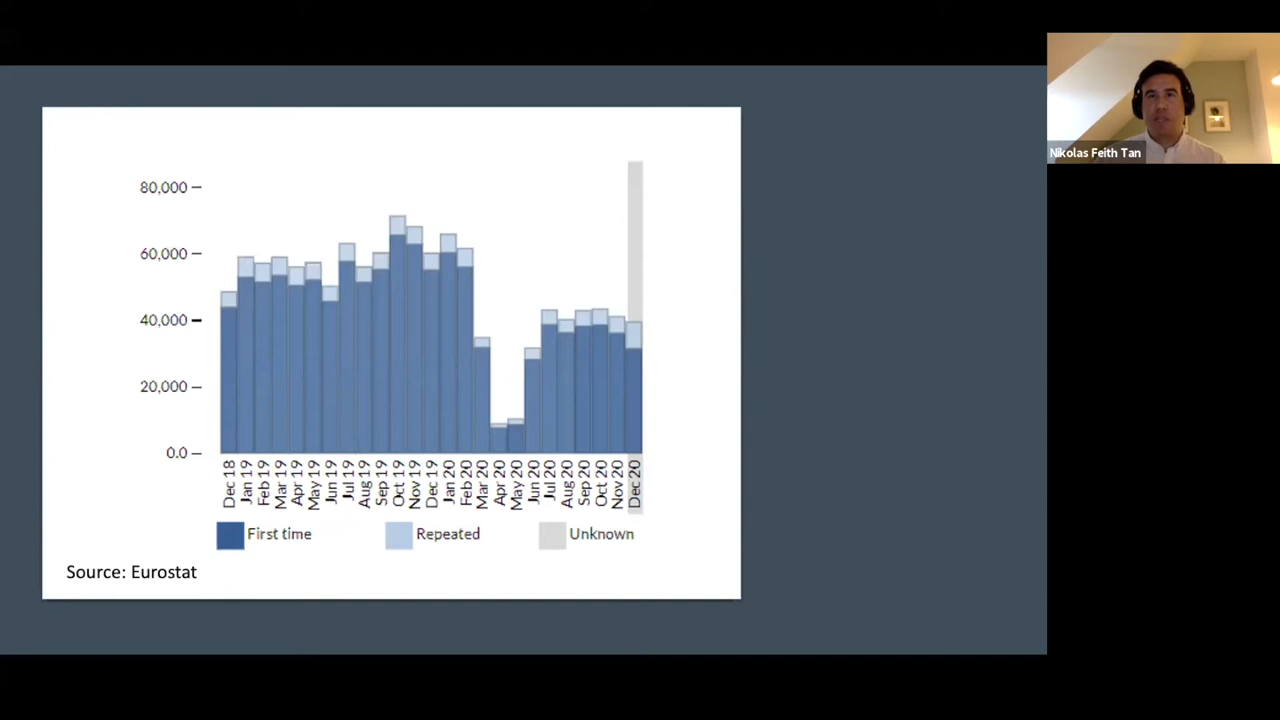 80,000
60,000
40,000
20,000
0.0
Dec 18
Jan 19
Feb 19
Mar 19
Apr 19
May 19
Jun 19
Jul 19
Aug 19
Sep 19
Oct 19
Nov 19
Dec 19
Jan 20
Feb 20
Mar 20
Apr 20
May 20
Jun 20
Jul 20
Aug 20
Sep 20
Oct 20
Nov 20
Dec 20
First time
Repeated
Unknown
Source: Eurostat
Nikolas Feith Tan